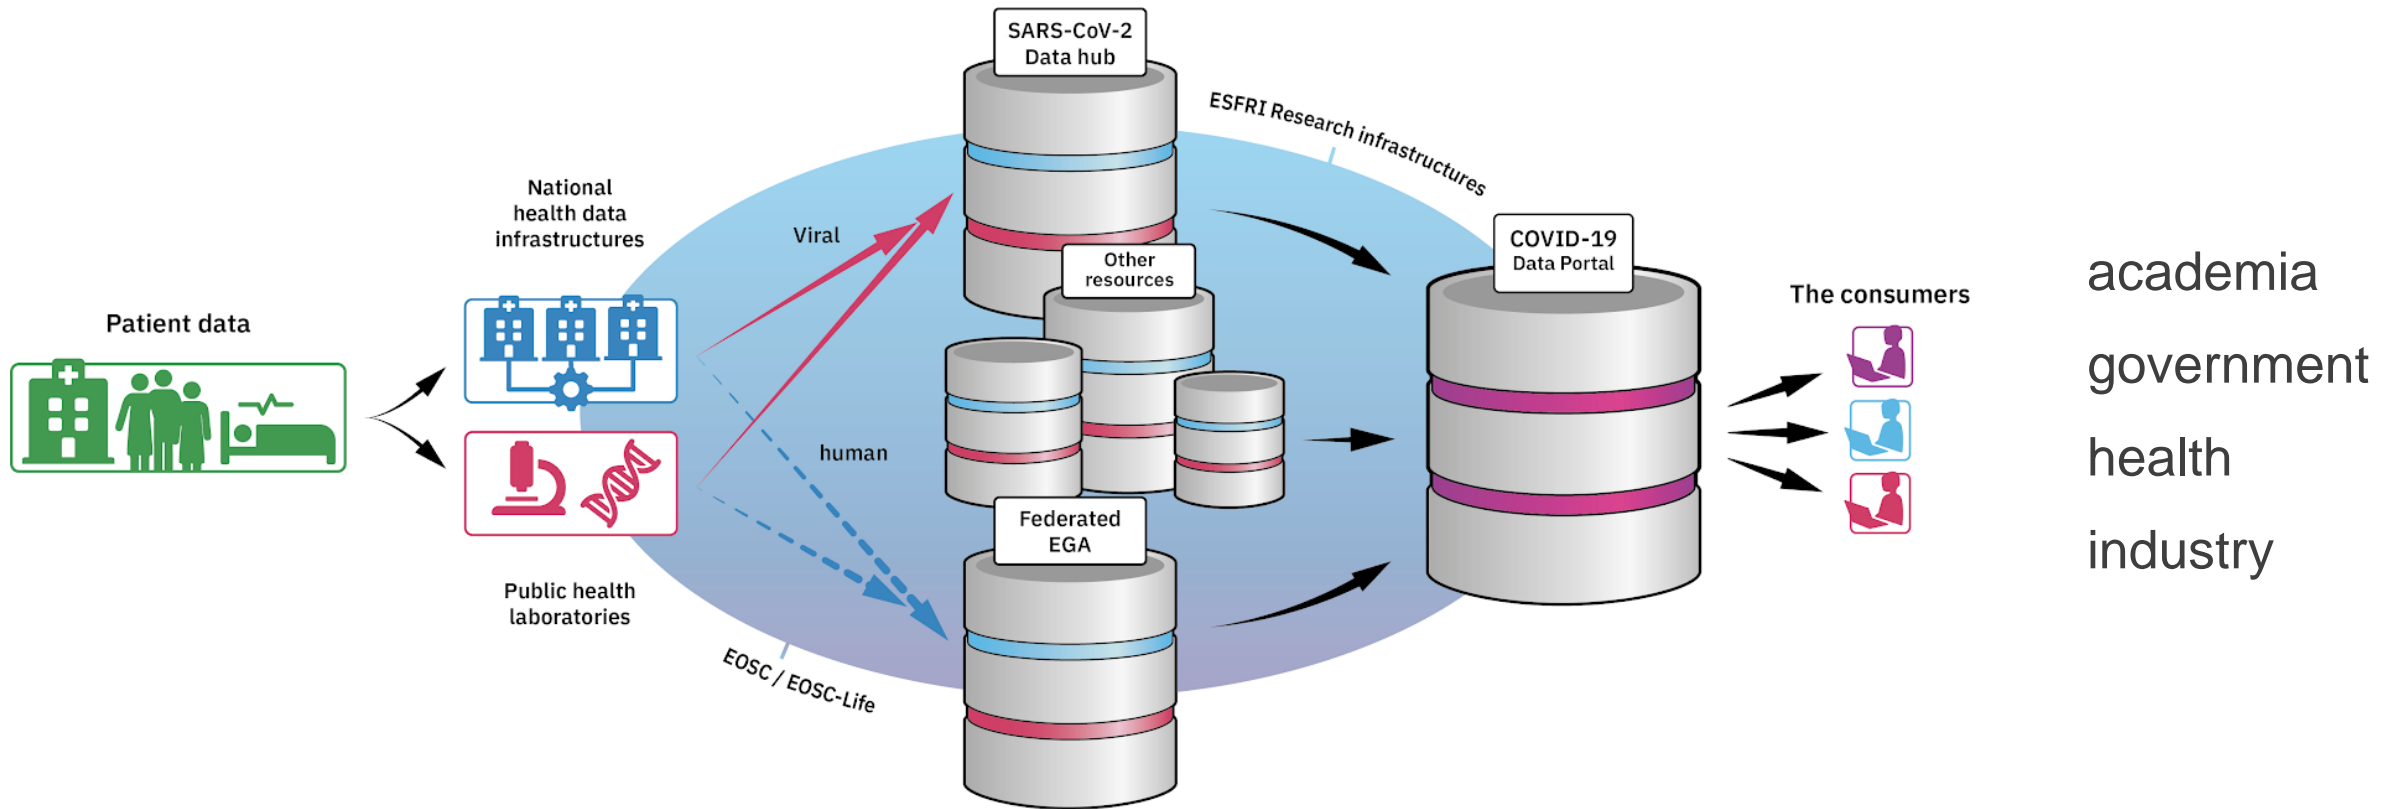 SARS-CoV-2
Data hub
ESFRI Research infrastructures
National
health data
infrastructures
Viral
Patient data
Other
resources
COVID-19
Data Portal
The consumers
academia
government
health
industry
human
Federated
EGA
Public health
laboratories
EOSC / EOSC-Life